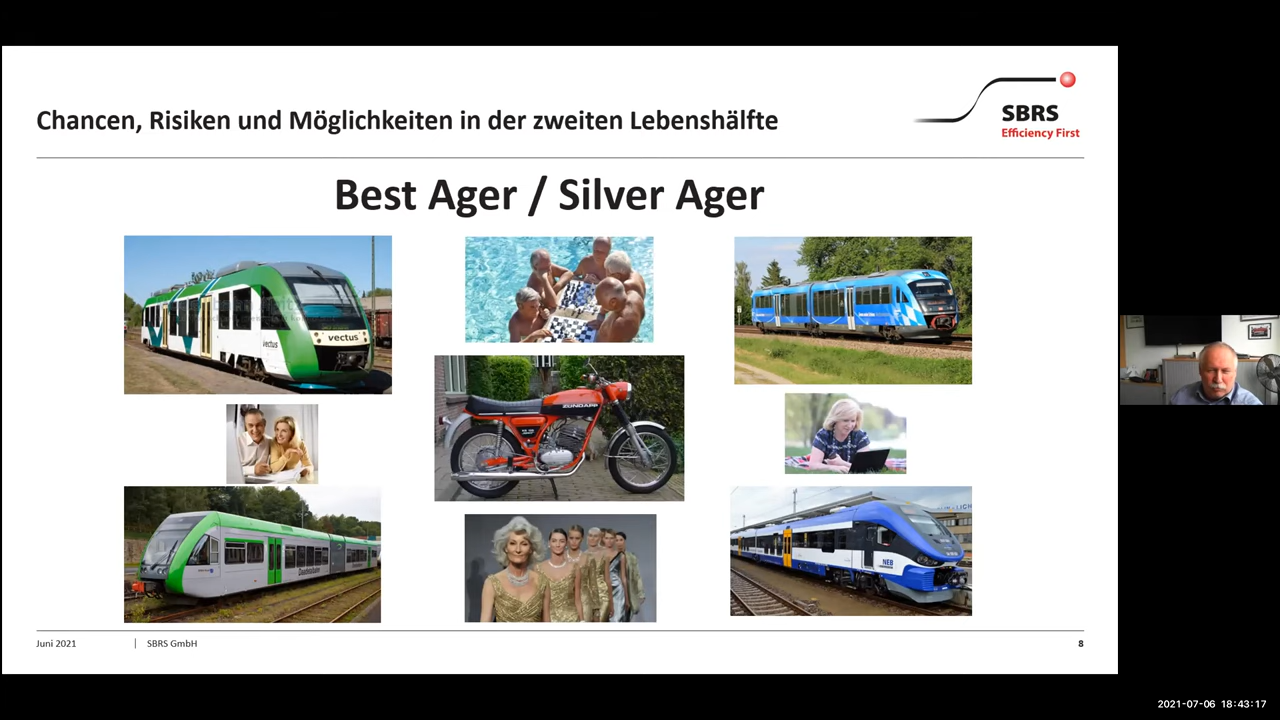 Chancen, Risiken und Möglichkeiten in der zweiten Lebenshälfte
SBRS
Efficiency First
Best Ager / Silver Ager
vectus
vectus
ZÜNDAPP
NEB
Juni 2021
SBRS GmbH
8
2021-07-06 18:43:17